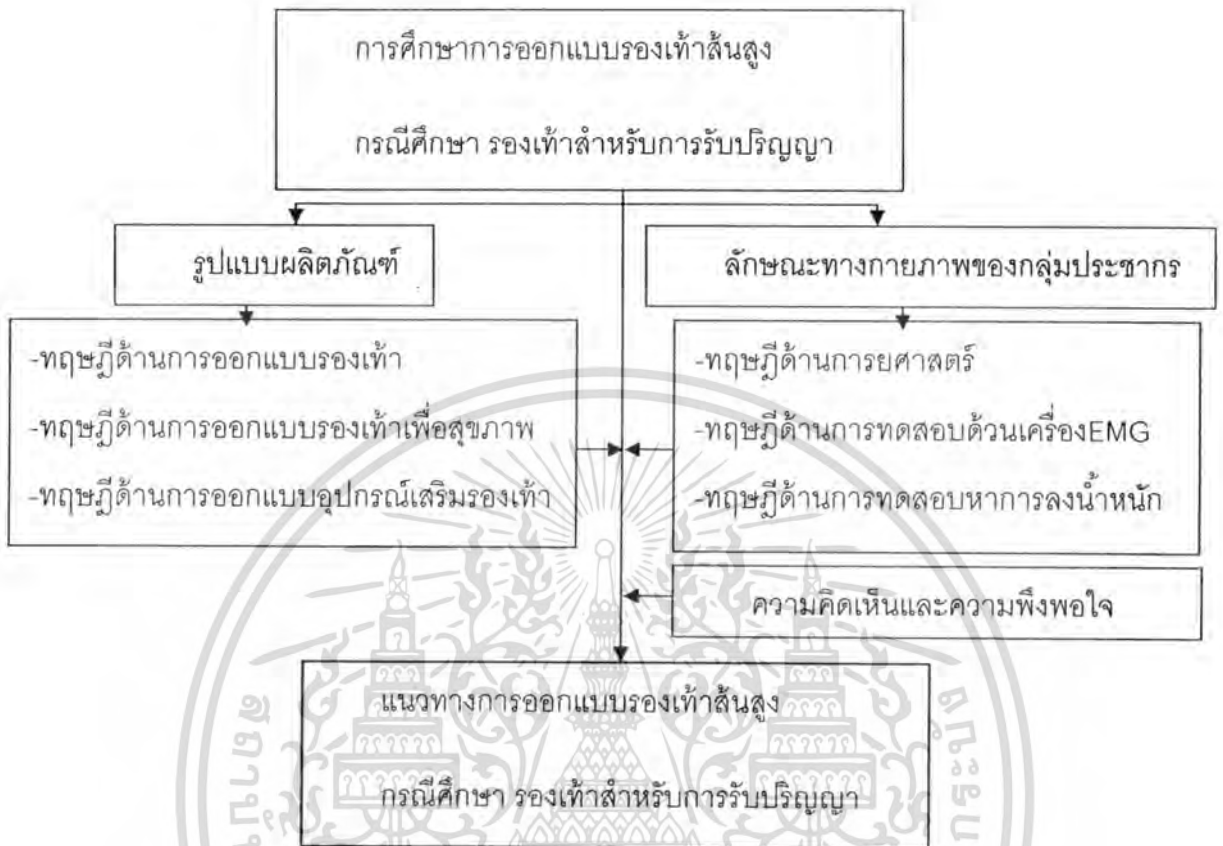 การศึกษาการออกแบบรองเท้าส้นสูง
กรณีศึกษา รองเท้าสำหรับการรับปริญญา
รูปแบบผลิตภัณฑ์
ลักษณะทางกายภาพของกลุ่มประชากร
-ทฤษฎีด้านการออกแบบรองเท้า
-ทฤษฎีด้านการออกแบบรองเท้าเพื่อสุขภาพ
-ทฤษฎีด้านการออกแบบอุปกรณ์เสริมรองเท้า
-ทฤษฎีด้านการยศาสตร์
-ทฤษฎีด้านการทดสอบด้วนเครื่องEMG
-ทฤษฎีด้านการทดสอบหาการลงน้ำหนัก
ความคิดเห็นและความพึงพอใจ
แนวทางการออกแบบรองเท้าส้นสูง
กรณีศึกษา รองเท้าสำหรับการรับปริญญา